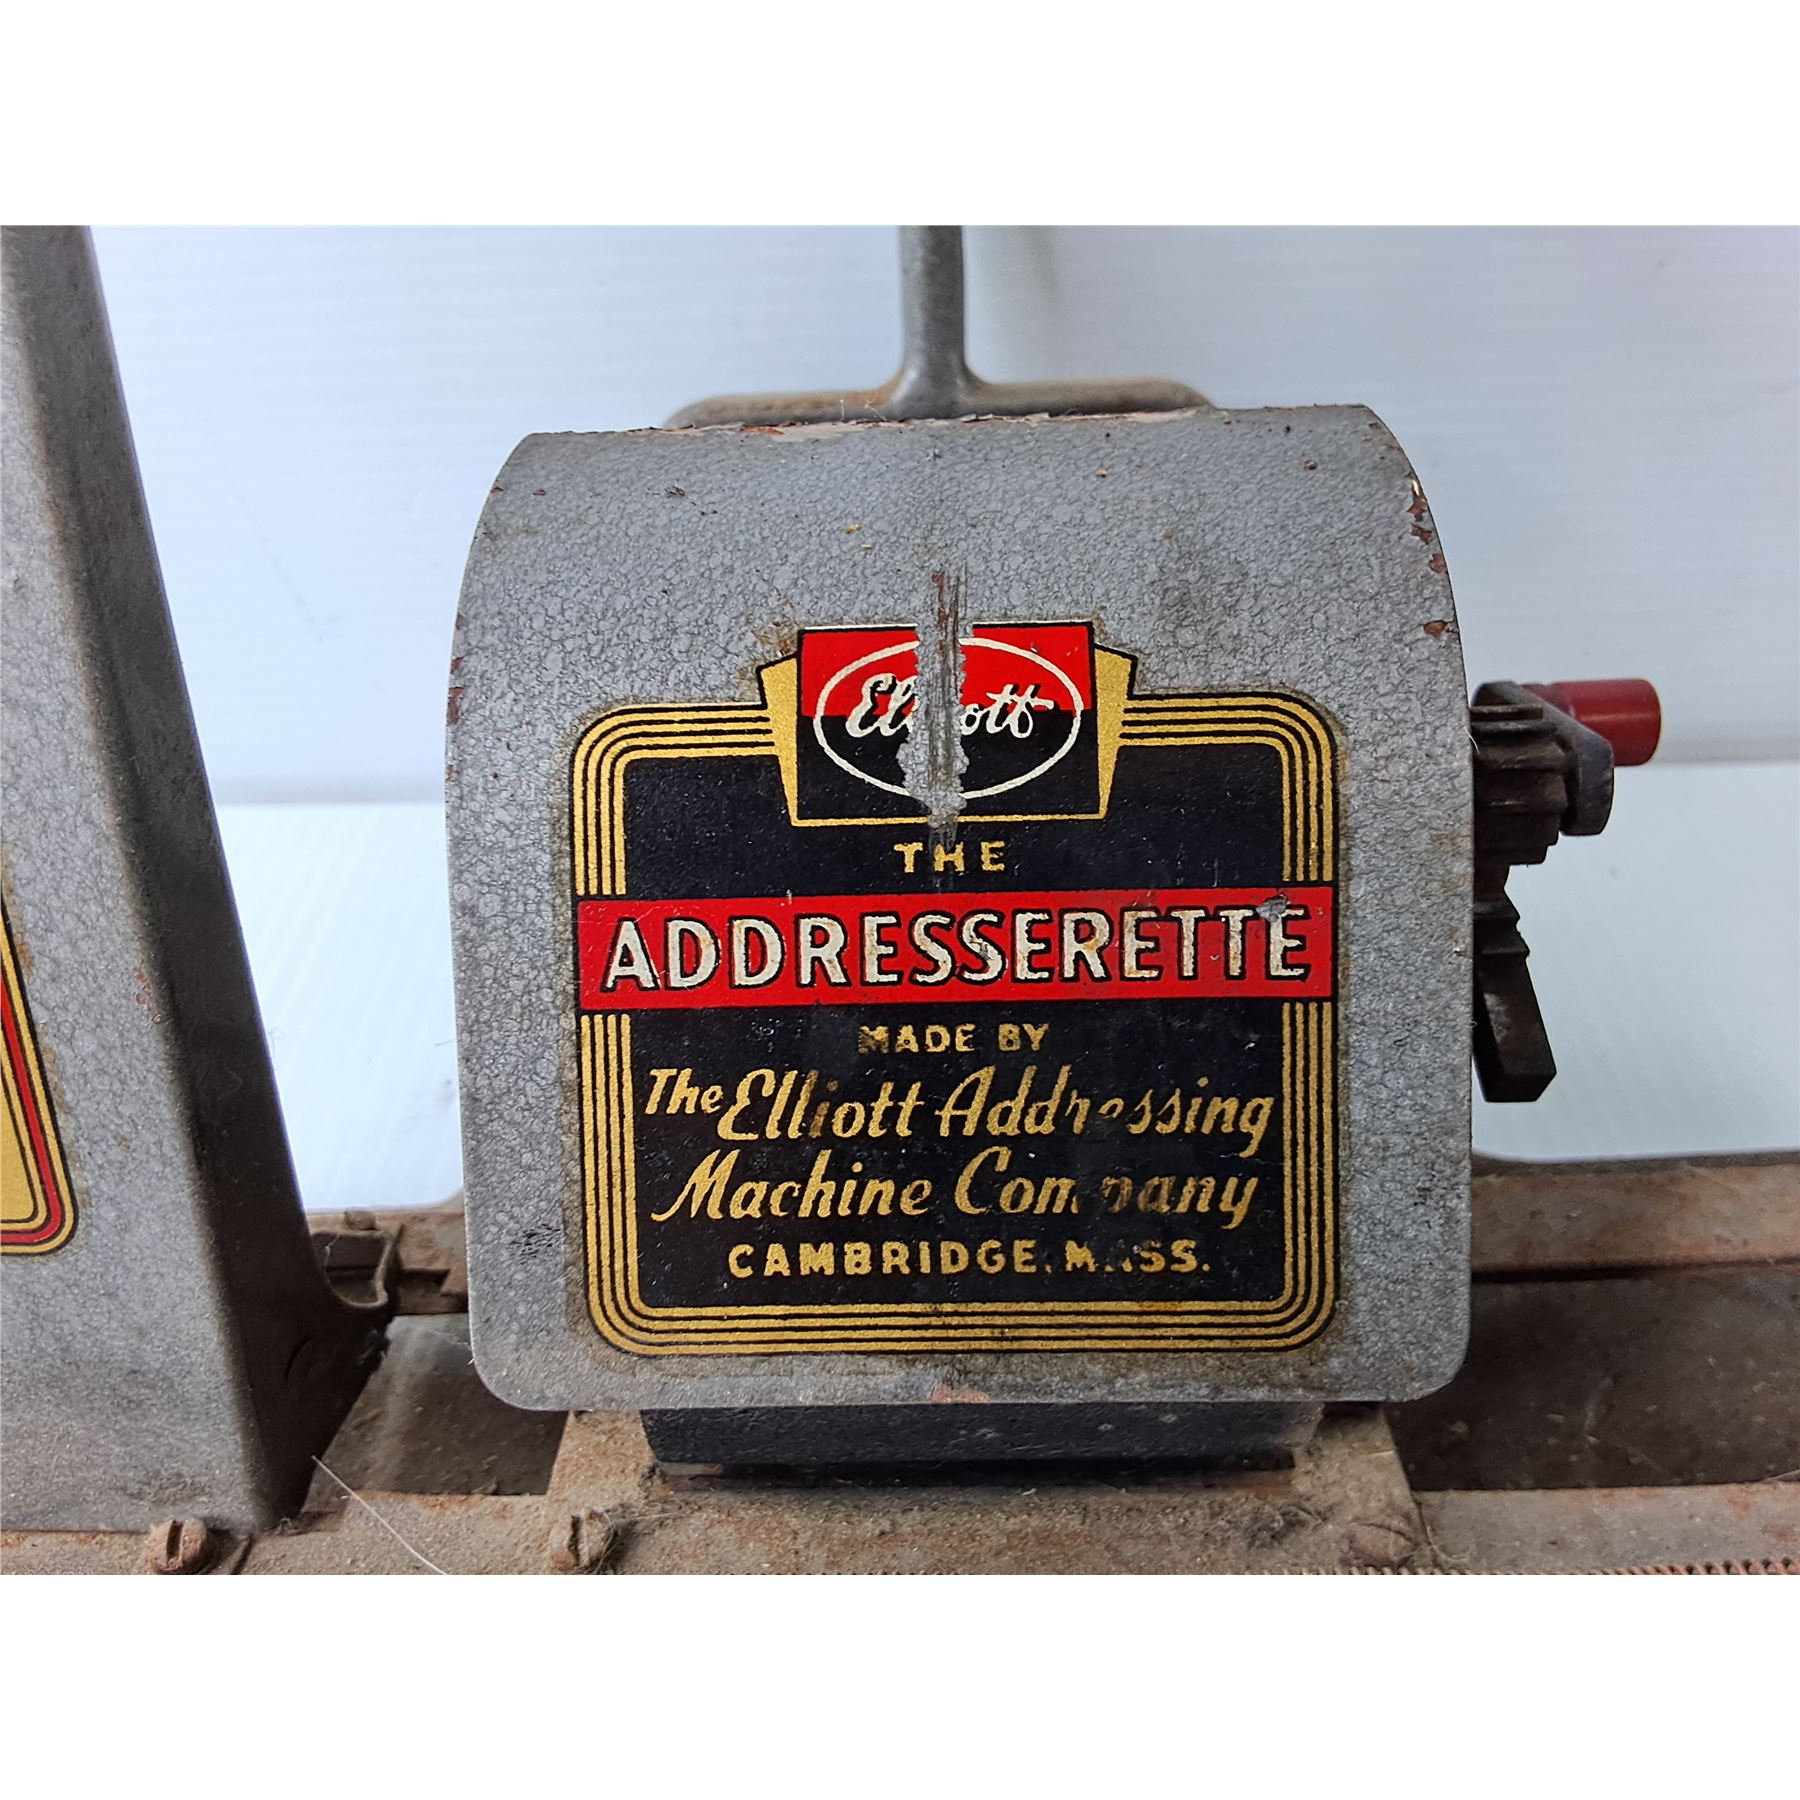 Elliott
THE
ADDRESSERETTE
MADE BY
The Elliott Addressing
Machine Company
CAMBRIDGE, MASS.